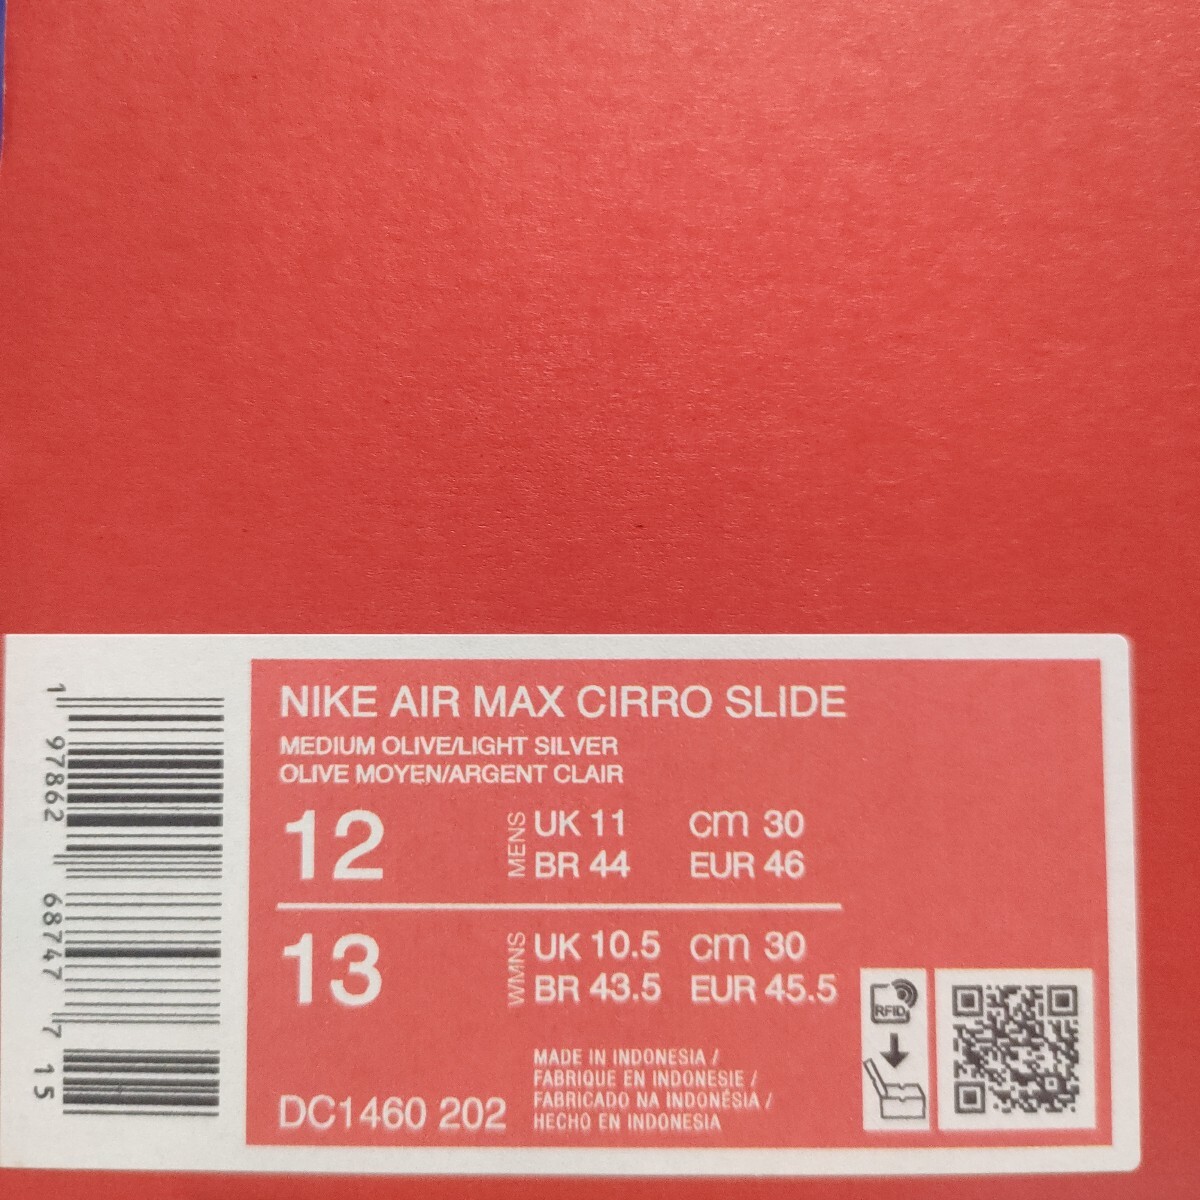 NIKE AIR MAX CIRRO SLIDE
MEDIUM OLIVE/LIGHT SILVER
OLIVE MOYEN/ARGENT CLAIR
12 MENS UK 11 cm 30
BR 44 EUR 46
13 WMNS UK 10.5 cm 30
BR 43.5 EUR 45.5
MADE IN INDONESIA /
FABRIQUE EN INDONESIE /
FABRICADO NA INDONÉSIA /
HECHO EN INDONESIA
DC1460 202
RFID
1 97862 68747 7 15